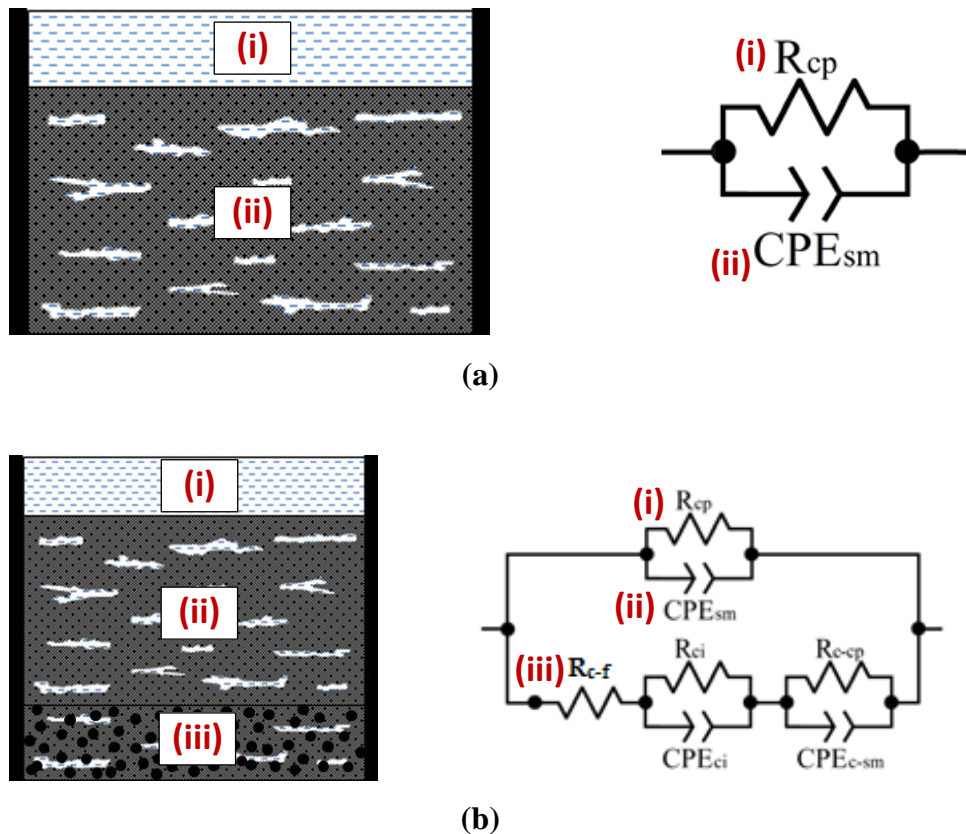 (i)
(i) Rcp
(ii)
(ii) CPEsm
(a)
(i)
(i) Rcp
(ii)
(ii) CPEsm
(iii) Rc-f
Rci
Rc-cp
(iii)
CPEci
CPEc-sm
(b)